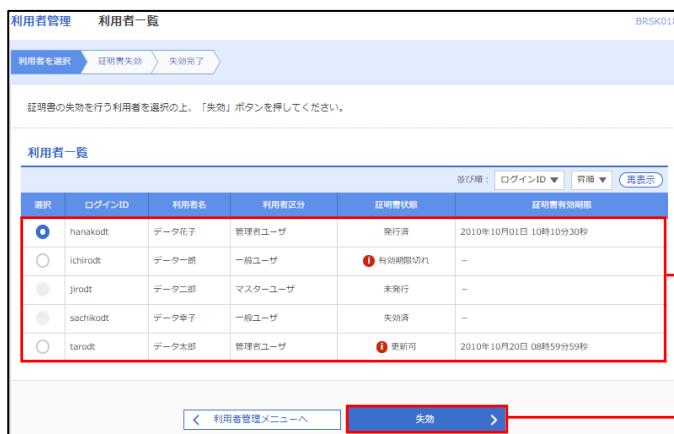 利用者管理 利用者一覧 BRSK018
利用者を選択 証明書失効 失効完了
証明書の失効を行う利用者を選択の上、「失効」ボタンを押してください。
利用者一覧
並び順： ログインID 昇順 再表示
選択 ログインID 利用者名 利用者区分 証明書状態 証明書有効期限
hanakodt データ花子 管理者ユーザ 発行済 2010年10月01日 10時10分30秒
ichirodt データ一朗 一般ユーザ 有効期限切れ －
jirodt データ二郎 マスターユーザ 未発行 －
sachikodt データ幸子 一般ユーザ 失効済 －
tarodt データ太郎 管理者ユーザ 更新可 2010年10月20日 08時59分59秒
利用者管理メニューへ 失効